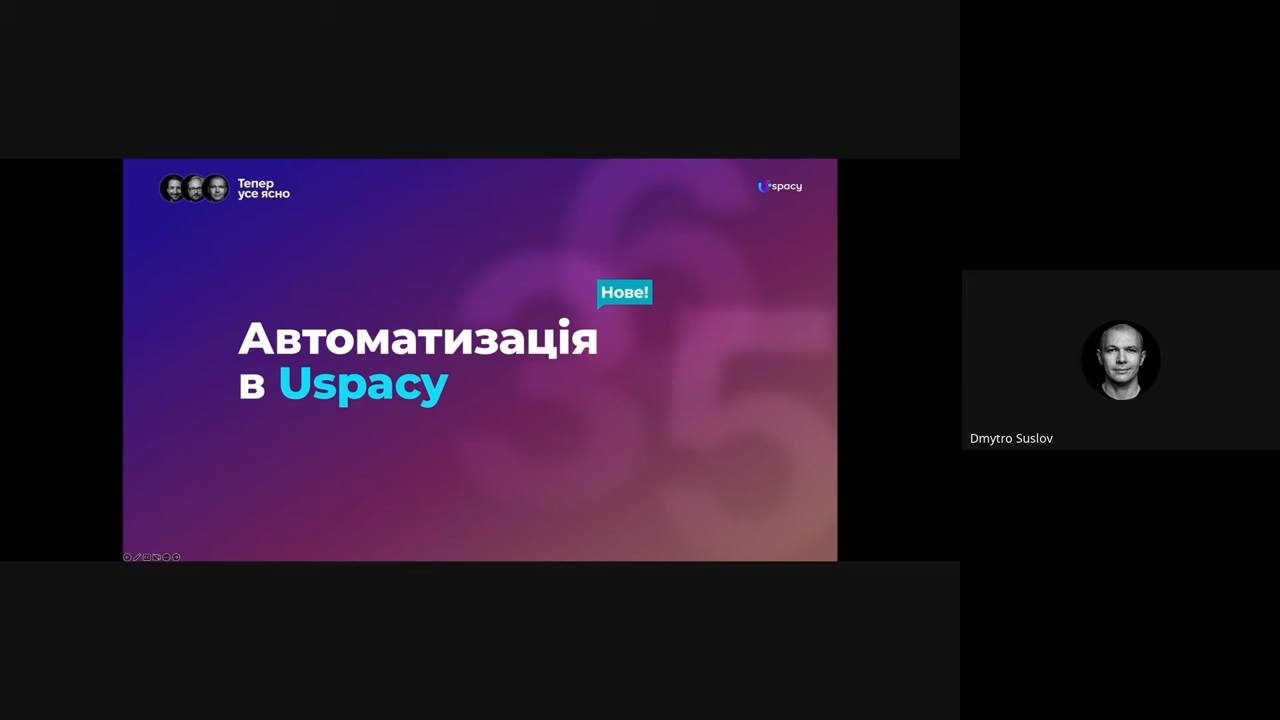 Тепер
усе ясно
Uspacy
Нове!
Автоматизація
в Uspacy
Dmytro Suslov